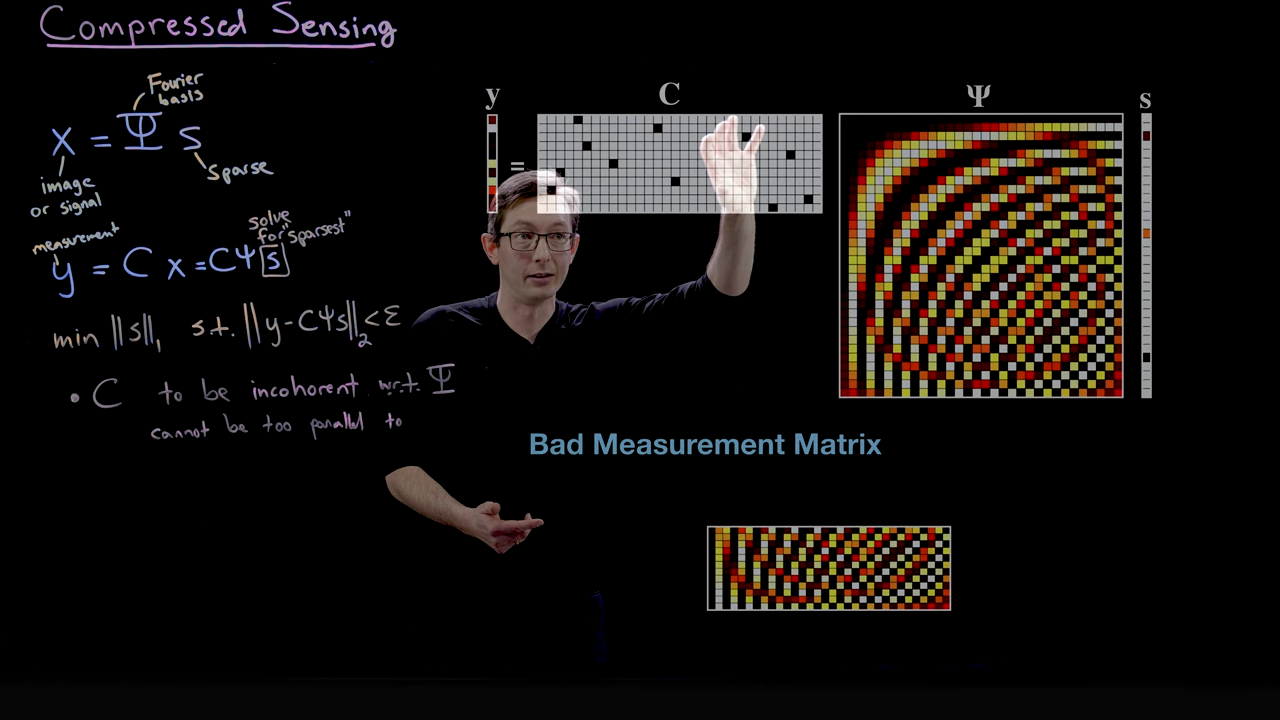 Compressed Sensing
Fourier
basis
x = Ψ s
image
or signal
sparse
measurement
solve
for "sparsest"
y = C x = CΨ s
min ||s||₁ s.t. ||y-CΨs||₂ < ε
• C to be incohorent w.r.t. Ψ
cannot be too parallel to
y = C Ψ s
Bad Measurement Matrix